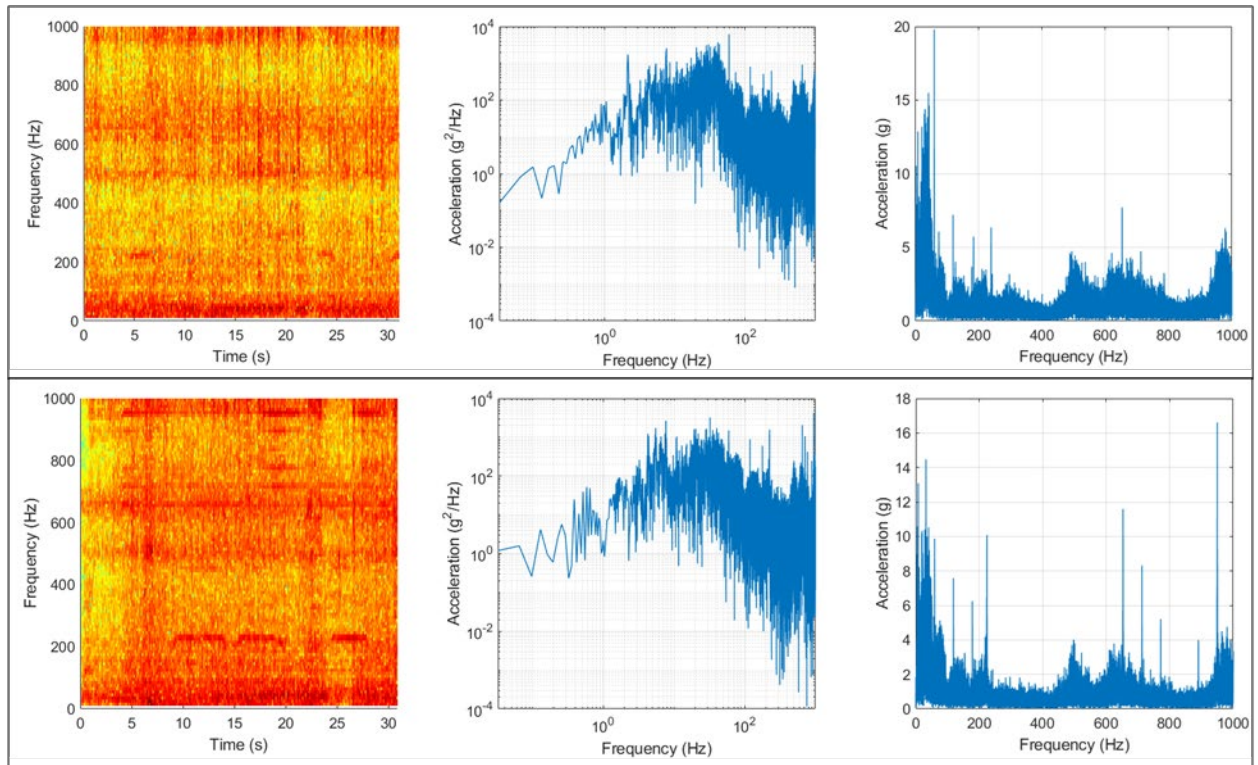 1000
800
600
400
200
0
Frequency (Hz)
0 5 10 15 20 25 30
Time (s)
10^4
10^2
10^0
10^-2
10^-4
Acceleration (g^2/Hz)
10^0 10^2
Frequency (Hz)
20
15
10
5
0
Acceleration (g)
0 200 400 600 800 1000
Frequency (Hz)
1000
800
600
400
200
0
Frequency (Hz)
0 5 10 15 20 25 30
Time (s)
10^4
10^2
10^0
10^-2
10^-4
Acceleration (g^2/Hz)
10^0 10^2
Frequency (Hz)
18
16
14
12
10
8
6
4
2
0
Acceleration (g)
0 200 400 600 800 1000
Frequency (Hz)